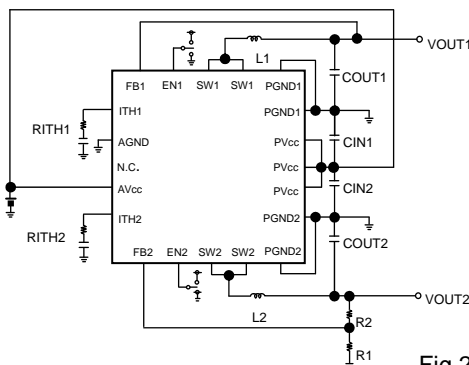 VOUT1
L1
FB1 EN1 SW1 SW1 PGND1
COUT1
ITH1 PGND1
RITH1
CIN1
AGND PVcc
N.C. PVcc
AVcc PVcc
CIN2
ITH2 PGND2
RITH2
COUT2
FB2 EN2 SW2 SW2 PGND2
VOUT2
L2
R2
R1
Fig.2